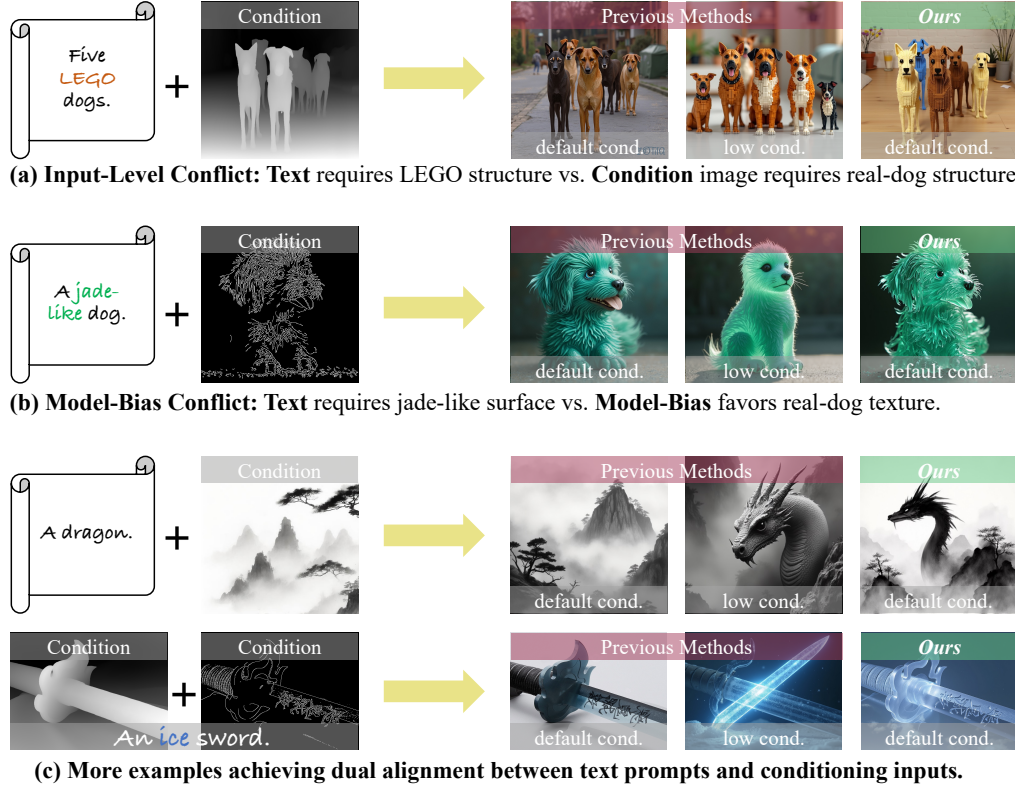 Five
LEGO
dogs.
+
Condition
Previous Methods
Ours
default cond.
low cond.
default cond.
(a) Input-Level Conflict: Text requires LEGO structure vs. Condition image requires real-dog structure
A jade-
like dog.
+
Condition
Previous Methods
Ours
default cond.
low cond.
default cond.
(b) Model-Bias Conflict: Text requires jade-like surface vs. Model-Bias favors real-dog texture.
A dragon.
+
Condition
Previous Methods
Ours
default cond.
low cond.
default cond.
Condition
+
Condition
An ice sword.
Previous Methods
Ours
default cond.
low cond.
default cond.
(c) More examples achieving dual alignment between text prompts and conditioning inputs.